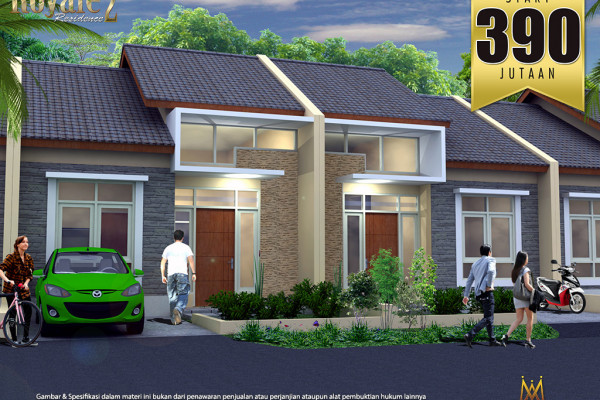 Royale 2
Residence
START
390
JUTAAN
Gambar & Spesifikasi dalam materi ini bukan dari penawaran penjualan atau perjanjian ataupun alat pembuktian hukum lainnya